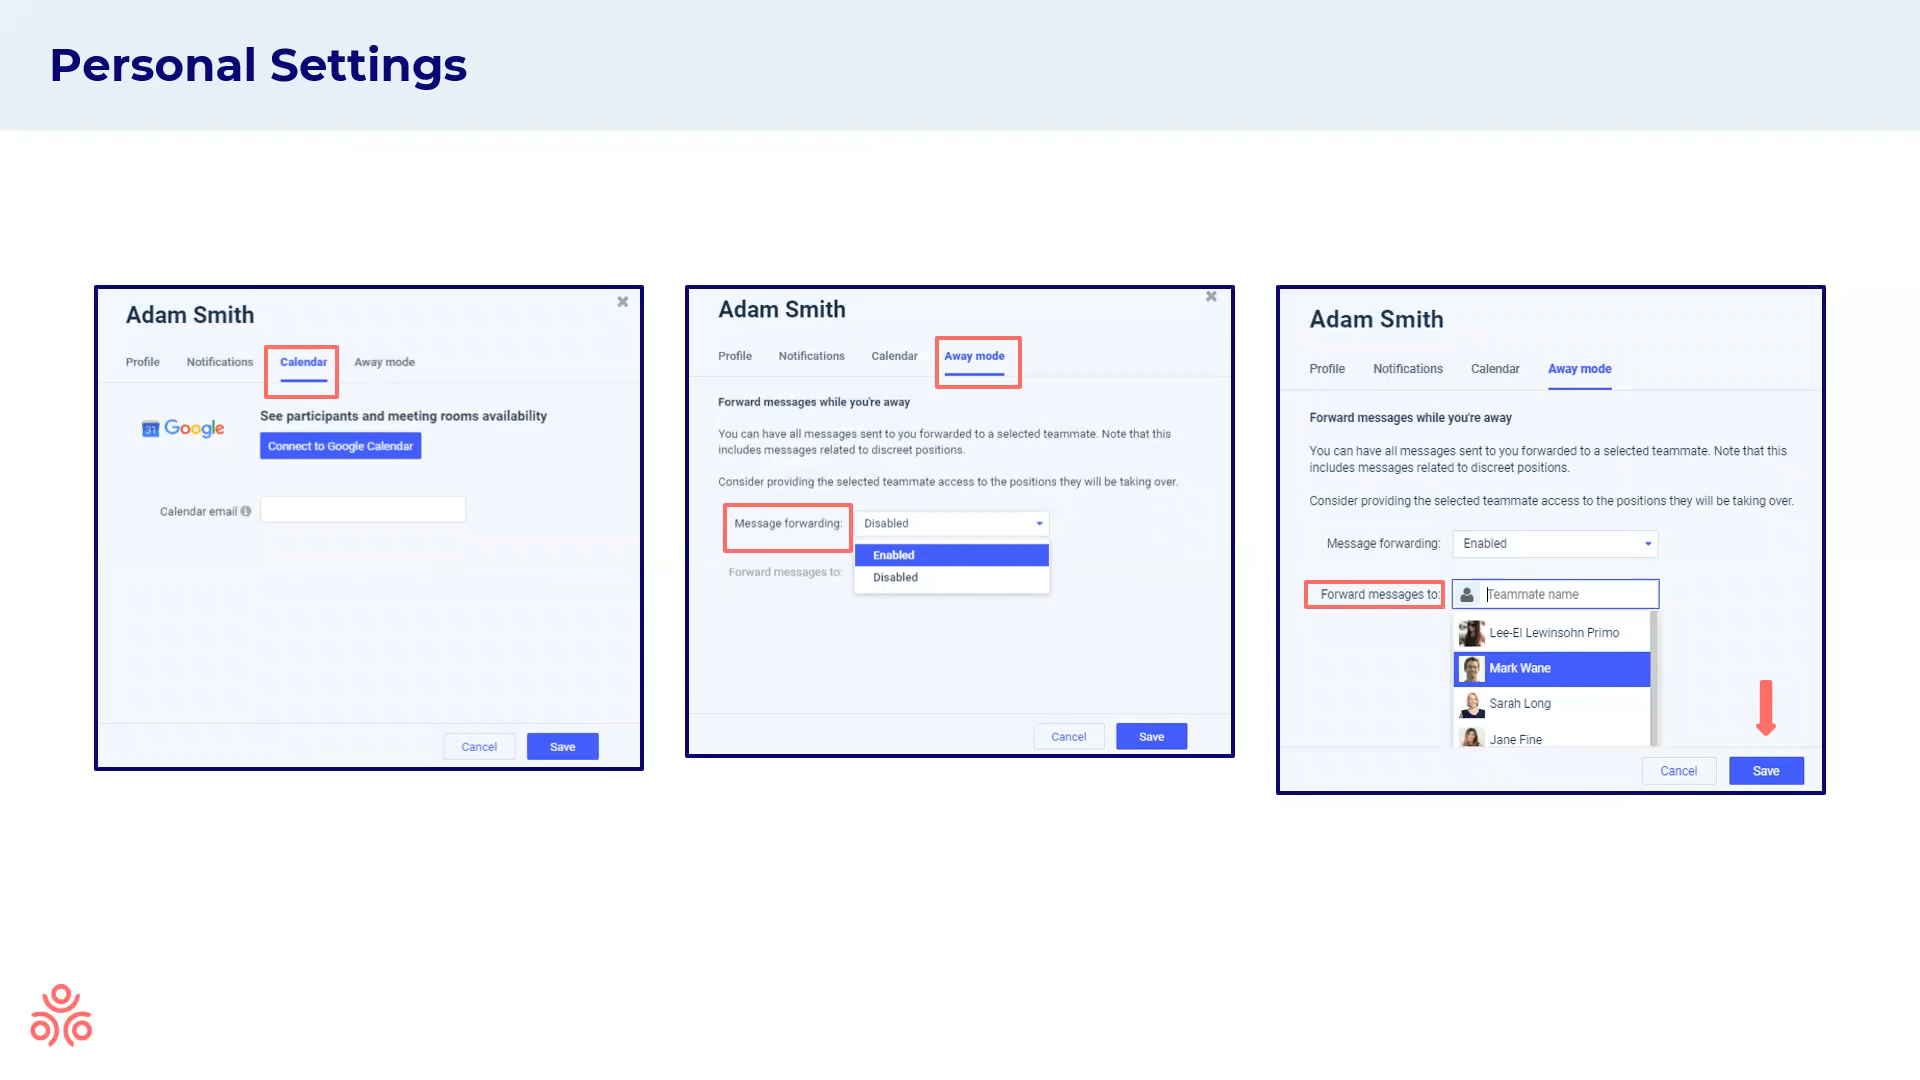 Personal Settings
Adam Smith
Profile Notifications Calendar Away mode
31 Google
See participants and meeting rooms availability
Connect to Google Calendar
Calendar email
Cancel Save
Adam Smith
Profile Notifications Calendar Away mode
Forward messages while you're away
You can have all messages sent to you forwarded to a selected teammate. Note that this
includes messages related to discreet positions.
Consider providing the selected teammate access to the positions they will be taking over.
Message forwarding: Disabled
Enabled
Disabled
Forward messages to:
Cancel Save
Adam Smith
Profile Notifications Calendar Away mode
Forward messages while you're away
You can have all messages sent to you forwarded to a selected teammate. Note that this
includes messages related to discreet positions.
Consider providing the selected teammate access to the positions they will be taking over.
Message forwarding: Enabled
Forward messages to: Teammate name
Lee-El Lewinsohn Primo
Mark Wane
Sarah Long
Jane Fine
Cancel Save